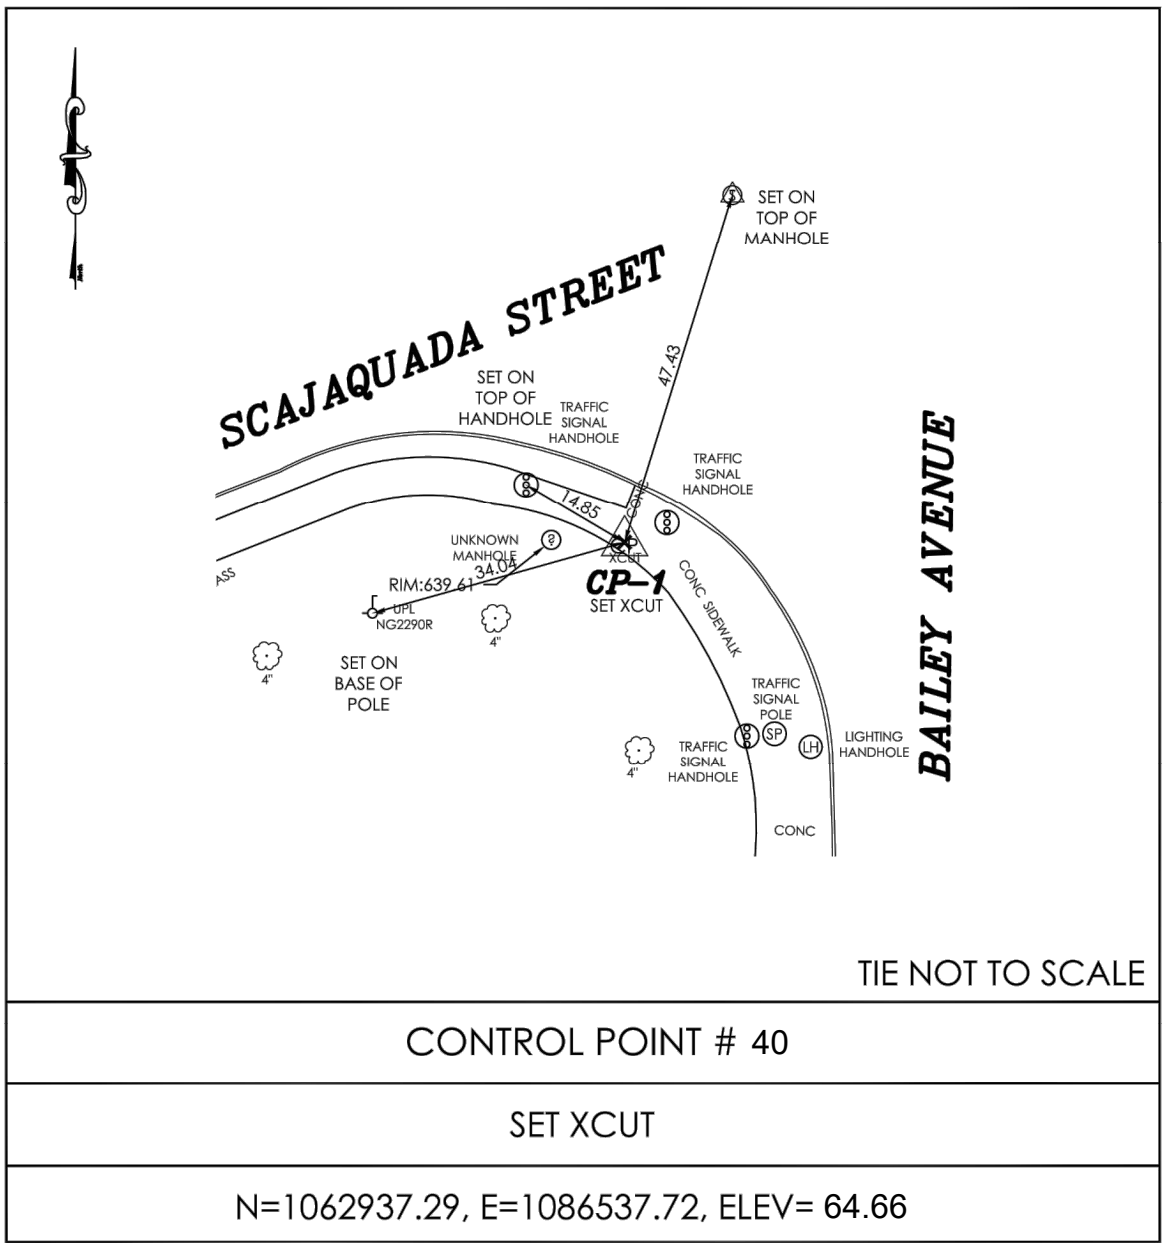 North
SET ON
TOP OF
MANHOLE
SCAJAQUADA STREET
47.43
SET ON
TOP OF
HANDHOLE
TRAFFIC
SIGNAL
HANDHOLE
TRAFFIC
SIGNAL
HANDHOLE
CONC
14.85
UNKNOWN
MANHOLE
?
34.04
RIM:639.61
XCUT
CP-1
SET XCUT
ASS
UPL
NG2290R
4"
4"
SET ON
BASE OF
POLE
CONC SIDEWALK
BAILEY AVENUE
TRAFFIC
SIGNAL
POLE
SP
LH
LIGHTING
HANDHOLE
TRAFFIC
SIGNAL
HANDHOLE
4"
CONC
TIE NOT TO SCALE
CONTROL POINT # 40
SET XCUT
N=1062937.29, E=1086537.72, ELEV= 64.66